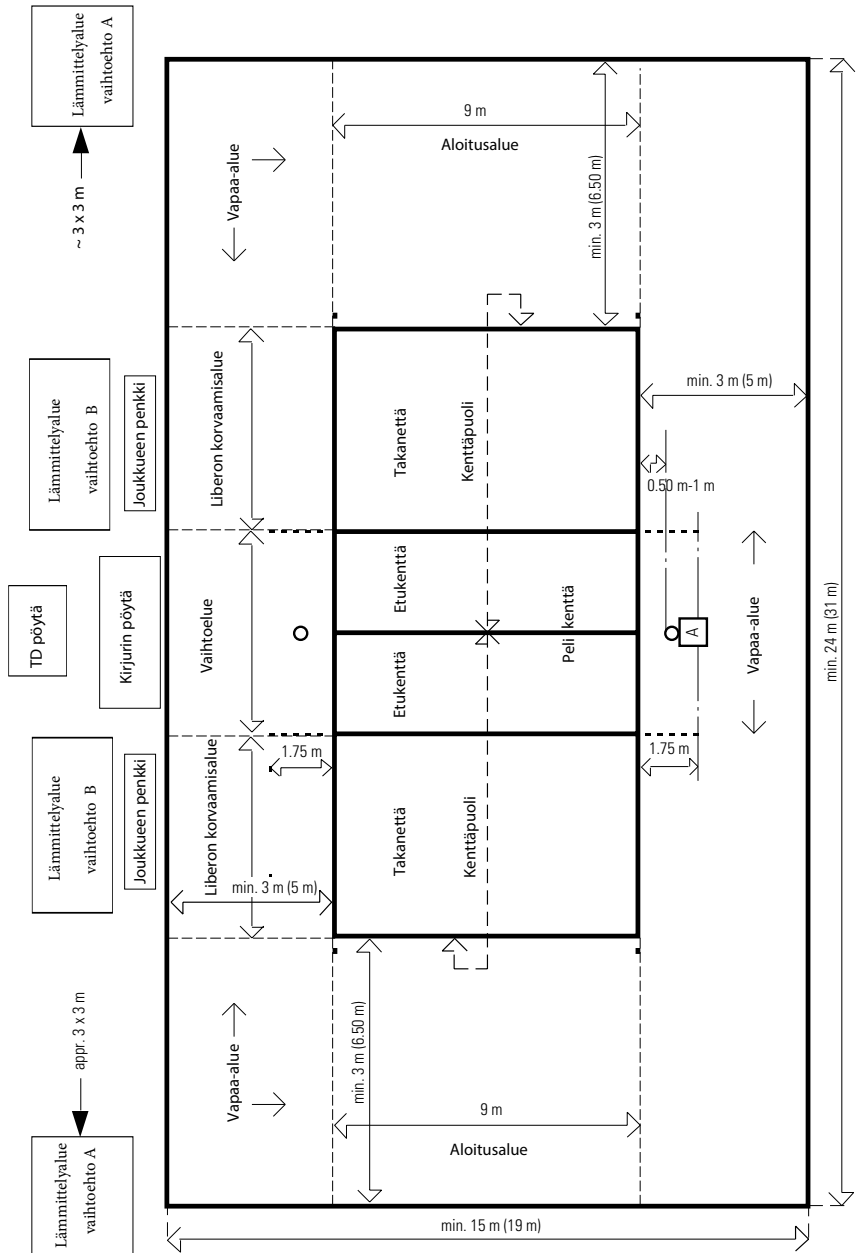 Lämmittelyalue
vaihtoehto A
~ 3 x 3 m
Lämmittelyalue
vaihtoehto B
Joukkueen penkki
TD pöytä
Kirjurin pöytä
Lämmittelyalue
vaihtoehto B
Joukkueen penkki
appr. 3 x 3 m
Lämmittelyalue
vaihtoehto A
Vapaa-alue
9 m
Aloitusalue
min. 3 m (6.50 m)
Liberon korvaamisalue
Takanettä
Kenttäpuoli
min. 3 m (5 m)
0.50 m-1 m
Vaihtoelue
Etukenttä
Etukenttä
Peli kenttä
A
Vapaa-alue
min. 24 m (31 m)
1.75 m
1.75 m
Liberon korvaamisalue
min. 3 m (5 m)
Takanettä
Kenttäpuoli
Vapaa-alue
min. 3 m (6.50 m)
9 m
Aloitusalue
min. 15 m (19 m)